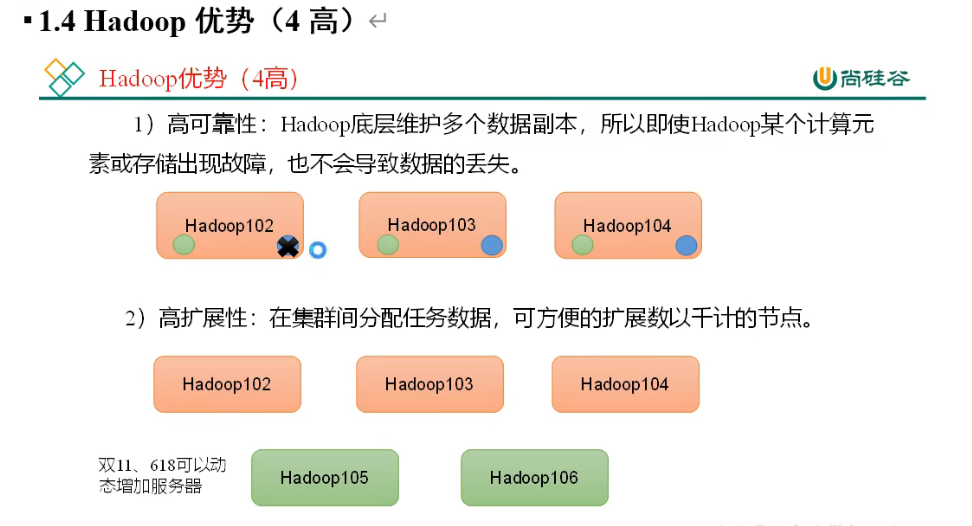 ▪1.4 Hadoop 优势（4 高）↵
Hadoop优势（4高）
尚硅谷
1）高可靠性：Hadoop底层维护多个数据副本，所以即使Hadoop某个计算元
素或存储出现故障，也不会导致数据的丢失。
Hadoop102
Hadoop103
Hadoop104
2）高扩展性：在集群间分配任务数据，可方便的扩展数以千计的节点。
Hadoop102
Hadoop103
Hadoop104
双11、618可以动
态增加服务器
Hadoop105
Hadoop106